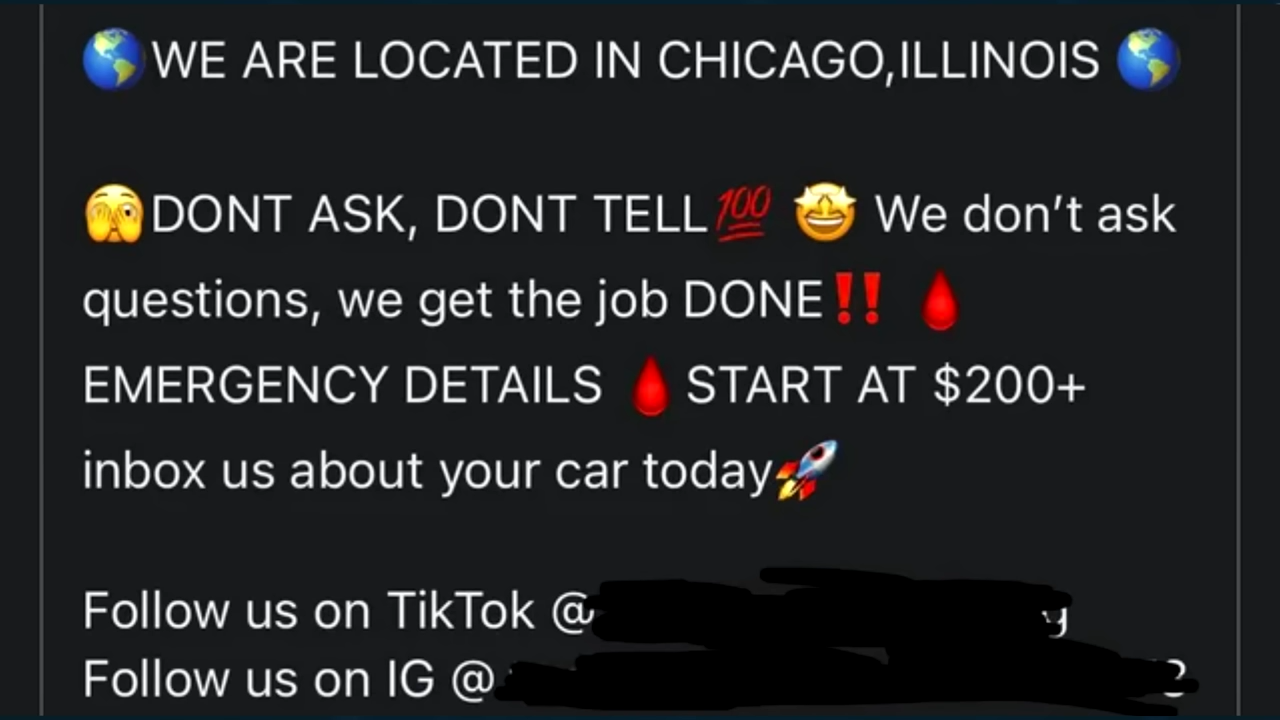 🌎WE ARE LOCATED IN CHICAGO,ILLINOIS 🌎
🫣DONT ASK, DONT TELL💯 🤩 We don’t ask
questions, we get the job DONE‼️ 🩸
EMERGENCY DETAILS 🩸START AT $200+
inbox us about your car today🚀
Follow us on TikTok @
Follow us on IG @